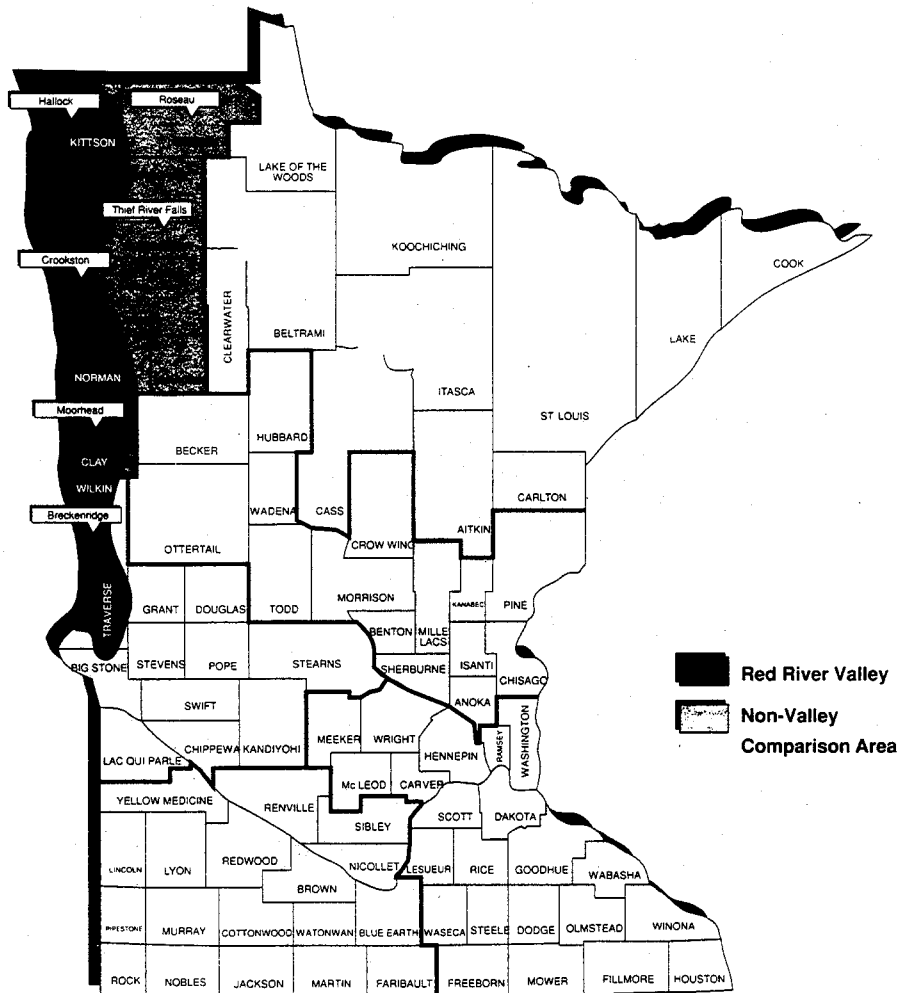 Hallock
Roseau
KITTSON
LAKE OF THE
WOODS
Thief River Falls
KOOCHICHING
Crookston
COOK
CLEARWATER
BELTRAMI
LAKE
NORMAN
ITASCA
Moorhead
ST LOUIS
HUBBARD
BECKER
CLAY
WILKIN
CARLTON
Breckenridge
WADENA
CASS
AITKIN
CROW WING
OTTERTAIL
TRAVERSE
MORRISON
KANABEC
PINE
GRANT
DOUGLAS
TODD
BENTON
MILLE
LACS
BIG STONE
STEVENS
POPE
STEARNS
SHERBURNE
ISANTI
CHISAGO
Red River Valley
ANOKA
SWIFT
Non-Valley
Comparison Area
WASHINGTON
RAMSEY
MEEKER
WRIGHT
HENNEPIN
CHIPPEWA
KANDIYOHI
LAC QUI PARLE
Mc LEOD
CARVER
YELLOW MEDICINE
RENVILLE
SCOTT
DAKOTA
SIBLEY
REDWOOD
NICOLLET
LESUEUR
RICE
GOODHUE
WABASHA
LINCOLN
LYON
BROWN
PIPESTONE
MURRAY
COTTONWOOD
WATONWAN
BLUE EARTH
WASECA
STEELE
DODGE
OLMSTEAD
WINONA
ROCK
NOBLES
JACKSON
MARTIN
FARIBAULT
FREEBORN
MOWER
FILLMORE
HOUSTON